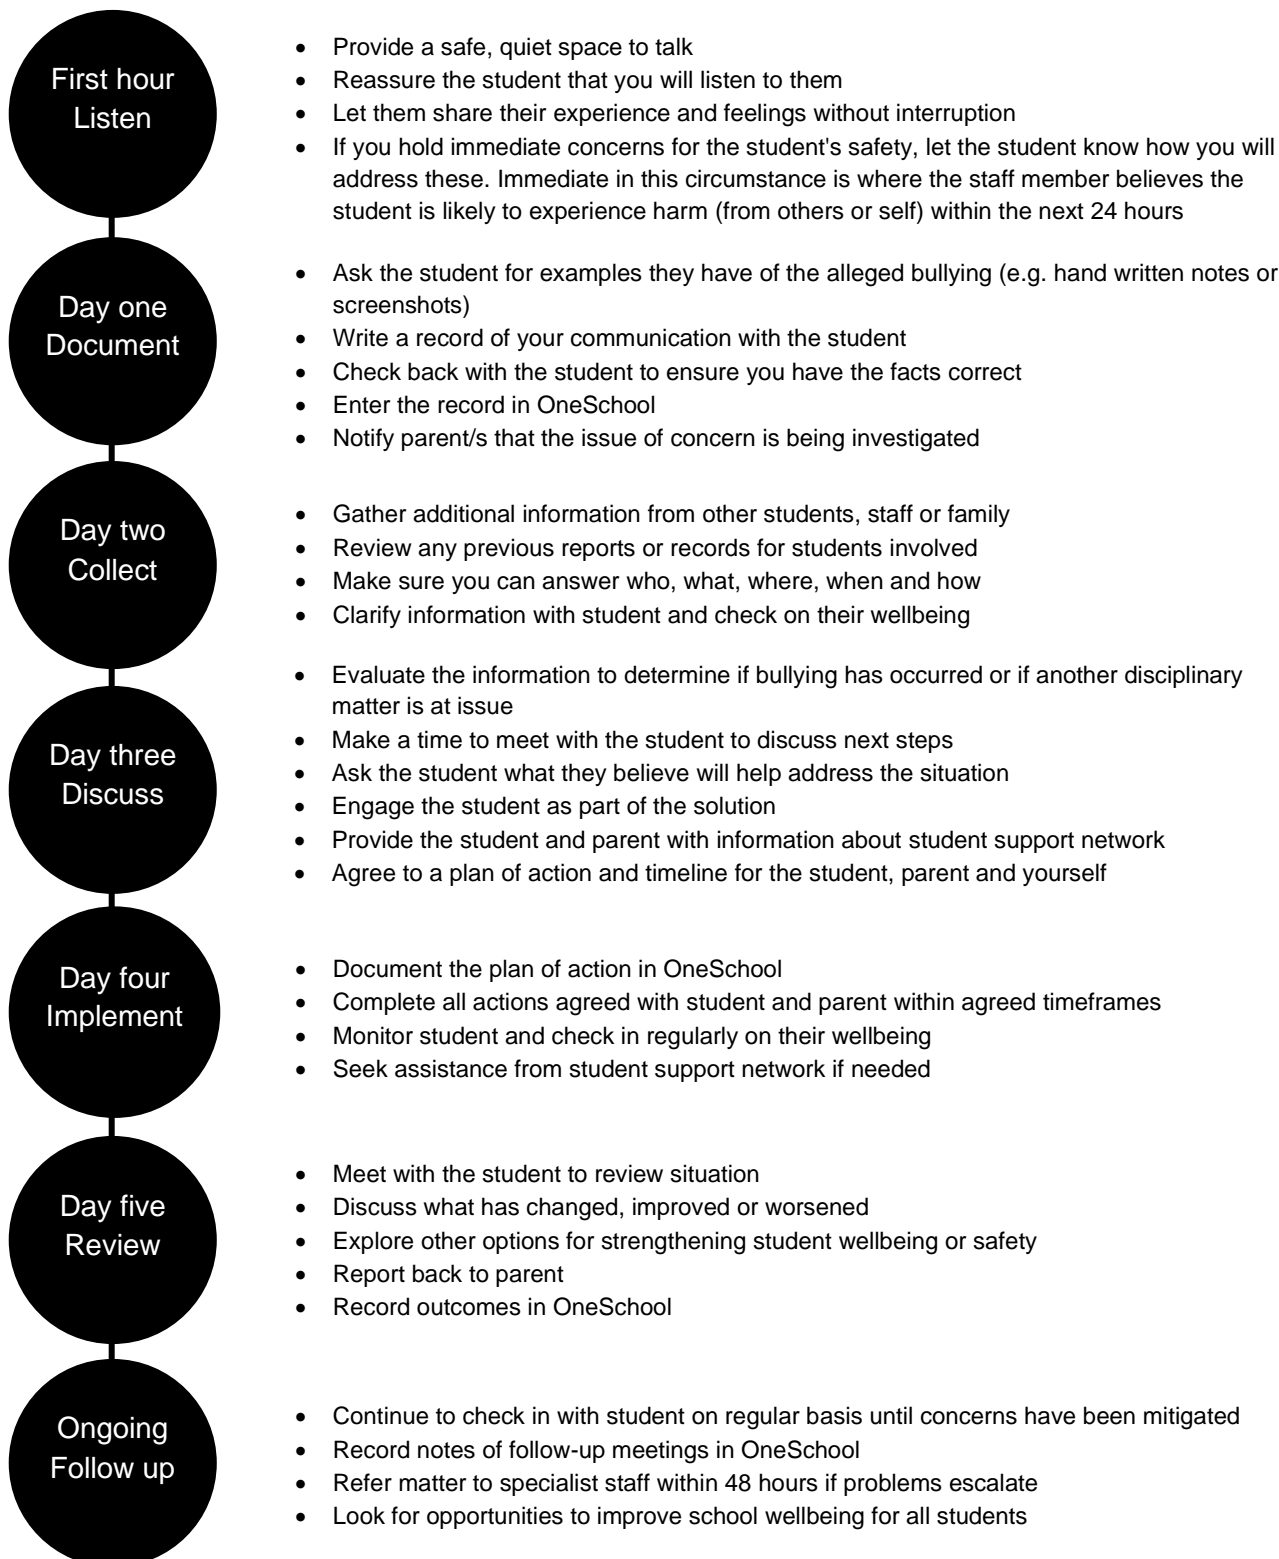 First hour
Listen
• Provide a safe, quiet space to talk
• Reassure the student that you will listen to them
• Let them share their experience and feelings without interruption
• If you hold immediate concerns for the student's safety, let the student know how you will
address these. Immediate in this circumstance is where the staff member believes the
student is likely to experience harm (from others or self) within the next 24 hours
Day one
Document
• Ask the student for examples they have of the alleged bullying (e.g. hand written notes or
screenshots)
• Write a record of your communication with the student
• Check back with the student to ensure you have the facts correct
• Enter the record in OneSchool
• Notify parent/s that the issue of concern is being investigated
Day two
Collect
• Gather additional information from other students, staff or family
• Review any previous reports or records for students involved
• Make sure you can answer who, what, where, when and how
• Clarify information with student and check on their wellbeing
Day three
Discuss
• Evaluate the information to determine if bullying has occurred or if another disciplinary
matter is at issue
• Make a time to meet with the student to discuss next steps
• Ask the student what they believe will help address the situation
• Engage the student as part of the solution
• Provide the student and parent with information about student support network
• Agree to a plan of action and timeline for the student, parent and yourself
Day four
Implement
• Document the plan of action in OneSchool
• Complete all actions agreed with student and parent within agreed timeframes
• Monitor student and check in regularly on their wellbeing
• Seek assistance from student support network if needed
Day five
Review
• Meet with the student to review situation
• Discuss what has changed, improved or worsened
• Explore other options for strengthening student wellbeing or safety
• Report back to parent
• Record outcomes in OneSchool
Ongoing
Follow up
• Continue to check in with student on regular basis until concerns have been mitigated
• Record notes of follow-up meetings in OneSchool
• Refer matter to specialist staff within 48 hours if problems escalate
• Look for opportunities to improve school wellbeing for all students